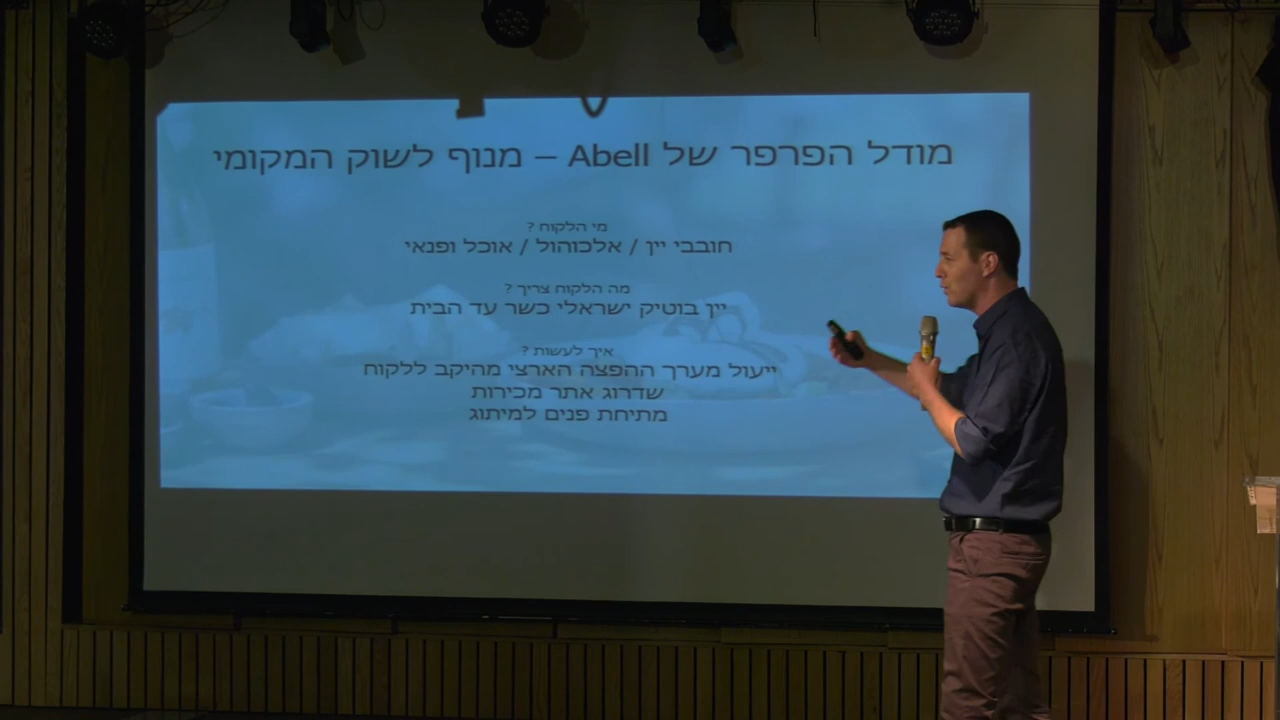 מודל הפרפר של Abell – מנוף לשוק המקומי
מי הלקוח ?
חובבי יין / אלכוהול / אוכל ופנאי
מה הלקוח צריך ?
יין בוטיק ישראלי כשר עד הבית
איך לעשות ?
ייעול מערך ההפצה הארצי מהיקב ללקוח
שדרוג אתר מכירות
מתיחת פנים למיתוג